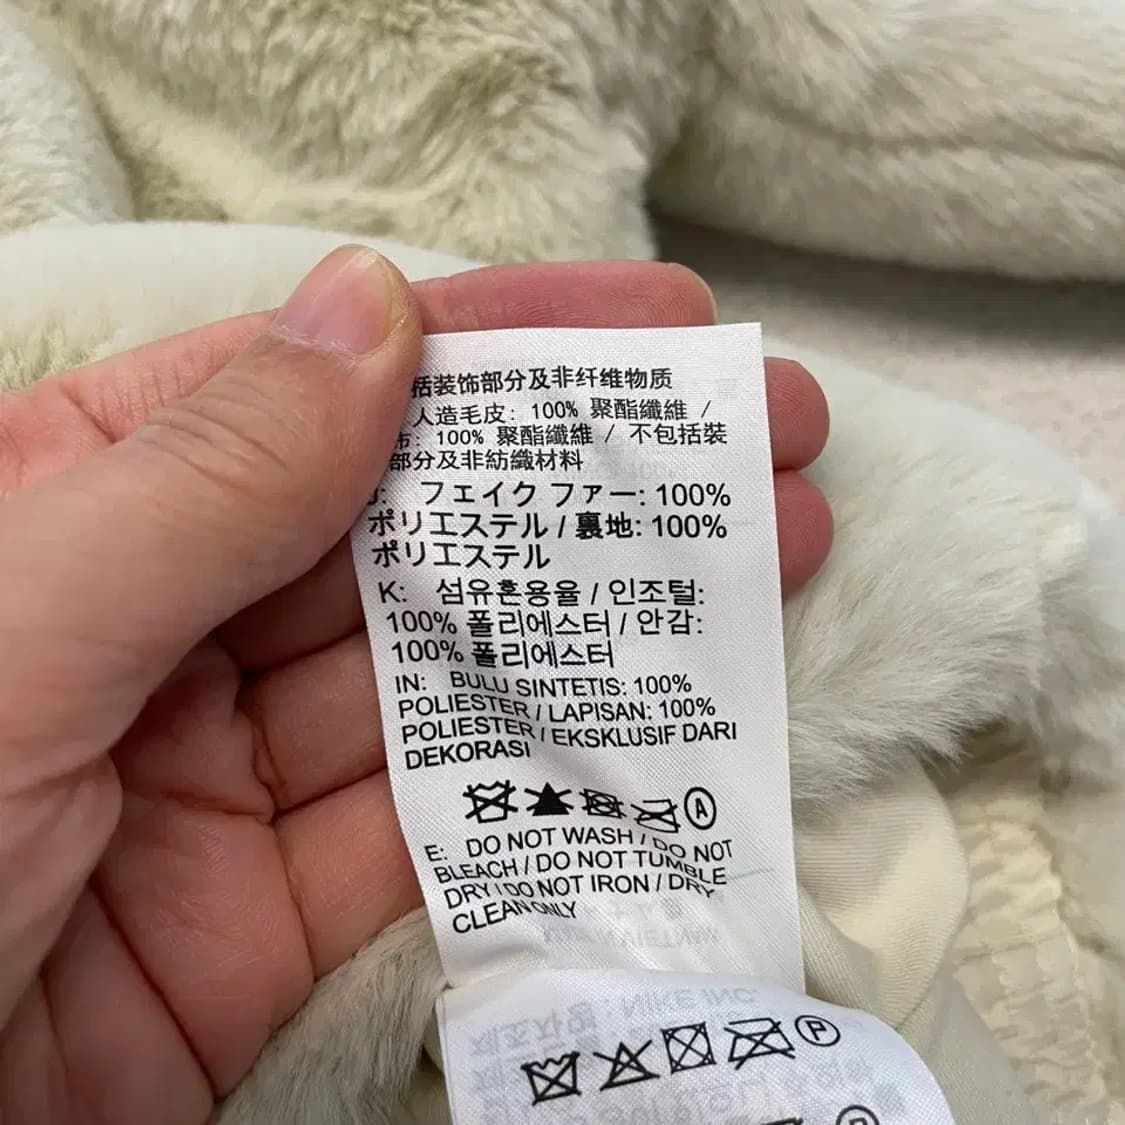 括装饰部分及非纤维物质
人造毛皮: 100% 聚酯纖維 /
布: 100% 聚酯纖維 / 不包括裝
部分及非紡織材料
J: フェイク ファー: 100%
ポリエステル / 裏地: 100%
ポリエステル
K: 섬유혼용율 / 인조털:
100% 폴리에스터 / 안감:
100% 폴리에스터
IN: BULU SINTETIS: 100%
POLIESTER / LAPISAN: 100%
POLIESTER / EKSKLUSIF DARI
DEKORASI
A
E: DO NOT WASH / DO NOT
BLEACH / DO NOT TUMBLE
DRY / DO NOT IRON / DRY
CLEAN ONLY
VIETNAM
NIKE INC.
P